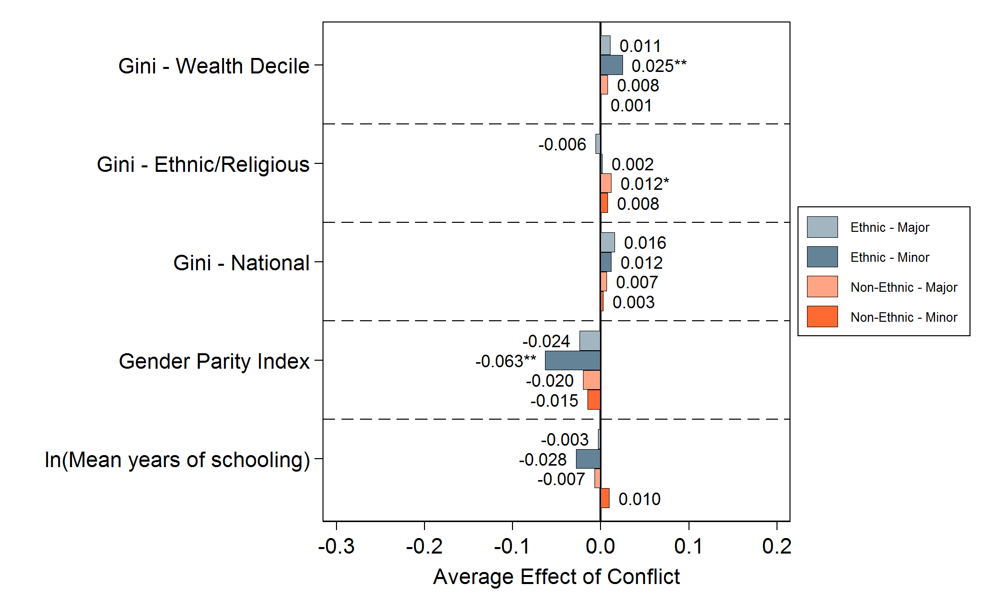 Gini - Wealth Decile
0.011
0.025**
0.008
0.001
Gini - Ethnic/Religious
-0.006
0.002
0.012*
0.008
Gini - National
0.016
0.012
0.007
0.003
Gender Parity Index
-0.024
-0.063**
-0.020
-0.015
ln(Mean years of schooling)
-0.003
-0.028
-0.007
0.010
-0.3 -0.2 -0.1 0.0 0.1 0.2
Average Effect of Conflict
Ethnic - Major
Ethnic - Minor
Non-Ethnic - Major
Non-Ethnic - Minor